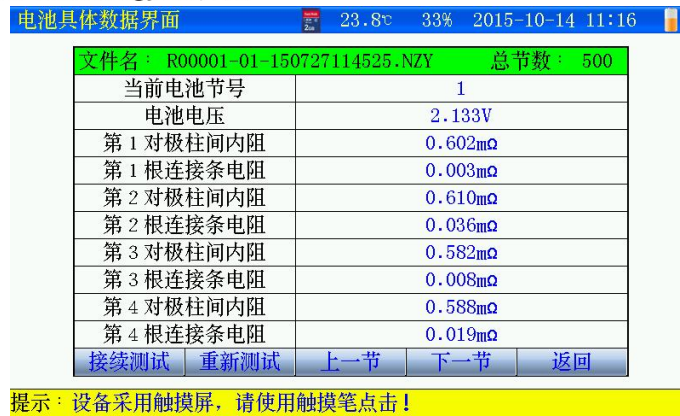 电池具体数据界面 23.8℃ 33% 2015-10-14 11:16
文件名： R00001-01-150727114525.NZY 总节数： 500
当前电池节号 1
电池电压 2.133V
第1对极柱间内阻 0.602mΩ
第1根连接条电阻 0.003mΩ
第2对极柱间内阻 0.610mΩ
第2根连接条电阻 0.036mΩ
第3对极柱间内阻 0.582mΩ
第3根连接条电阻 0.008mΩ
第4对极柱间内阻 0.588mΩ
第4根连接条电阻 0.019mΩ
接续测试 重新测试 上一节 下一节 返回
提示：设备采用触摸屏，请使用触摸笔点击！